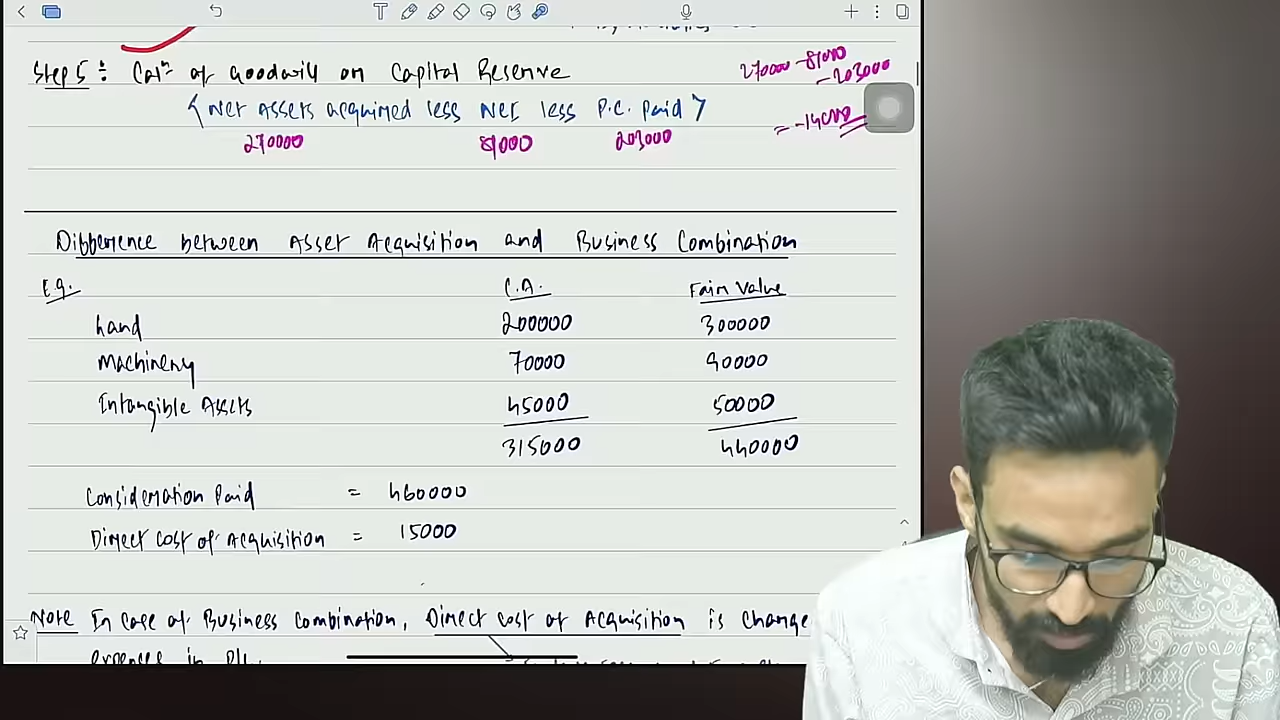 Step 5 : Calⁿ of Goodwill or Capital Reserve
270000 - 81000
- 203000
(Net Assets acquired less NCI less P.C. Paid)
= -14000
270000 81000 203000
Difference between Asset Acquisition and Business Combination
E.g. C.A. Fair Value
Land 200000 300000
Machinery 70000 90000
Intangible Assets 45000 50000
315000 440000
Consideration Paid = 460000
Direct Cost of Acquisition = 15000
Note In case of Business Combination, Direct Cost of Acquisition is charge
expenses in P/L.